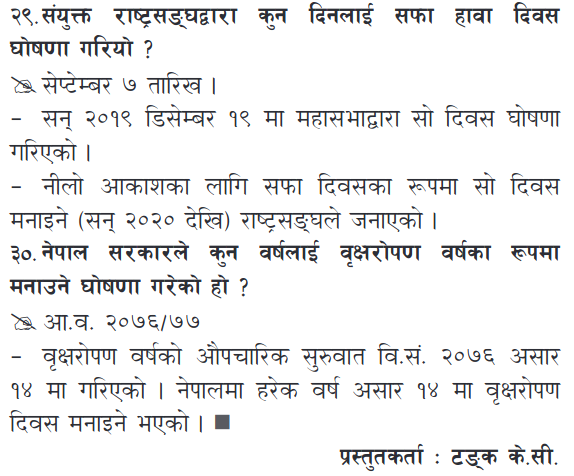 २९. संयुक्त राष्ट्रसङ्घद्वारा कुन दिनलाई सफा हावा दिवस
घोषणा गरियो ?
सेप्टेम्बर ७ तारिख ।
– सन् २०१९ डिसेम्बर १९ मा महासभाद्वारा सो दिवस घोषणा
गरिएको ।
– नीलो आकाशका लागि सफा दिवसका रूपमा सो दिवस
मनाइने (सन् २०२० देखि) राष्ट्रसङ्घले जनाएको ।
३०. नेपाल सरकारले कुन वर्षलाई वृक्षरोपण वर्षका रूपमा
मनाउने घोषणा गरेको हो ?
आ.व. २०७६/७७
– वृक्षरोपण वर्षको औपचारिक सुरुवात वि.सं. २०७६ असार
१४ मा गरिएको । नेपालमा हरेक वर्ष असार १४ मा वृक्षरोपण
दिवस मनाइने भएको ।
प्रस्तुतकर्ता : टङ्क के.सी.